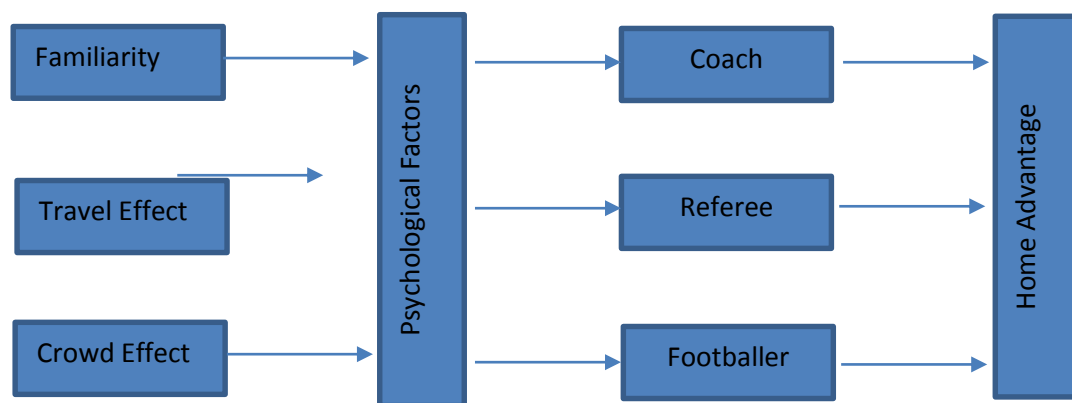 Familiarity
Travel Effect
Crowd Effect
Psychological Factors
Coach
Referee
Footballer
Home Advantage